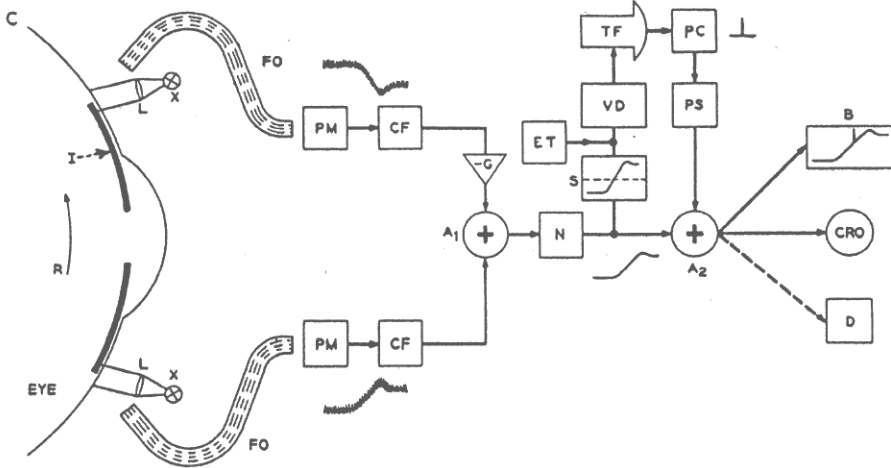 C
FO
TF
PC
X
L
VD
PS
PM
CF
ET
B
I
-G
S
A1
+
N
+
A2
CRO
R
D
PM
CF
L
X
EYE
FO